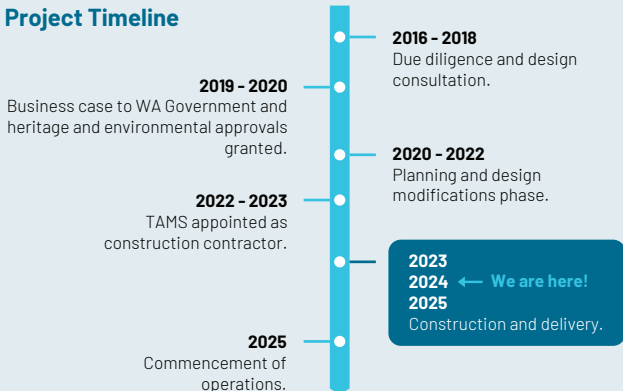 Project Timeline
2016 - 2018
Due diligence and design
consultation.
2019 - 2020
Business case to WA Government and
heritage and environmental approvals
granted.
2020 - 2022
Planning and design
modifications phase.
2022 - 2023
TAMS appointed as
construction contractor.
2023
2024 ← We are here!
2025
Construction and delivery.
2025
Commencement of
operations.